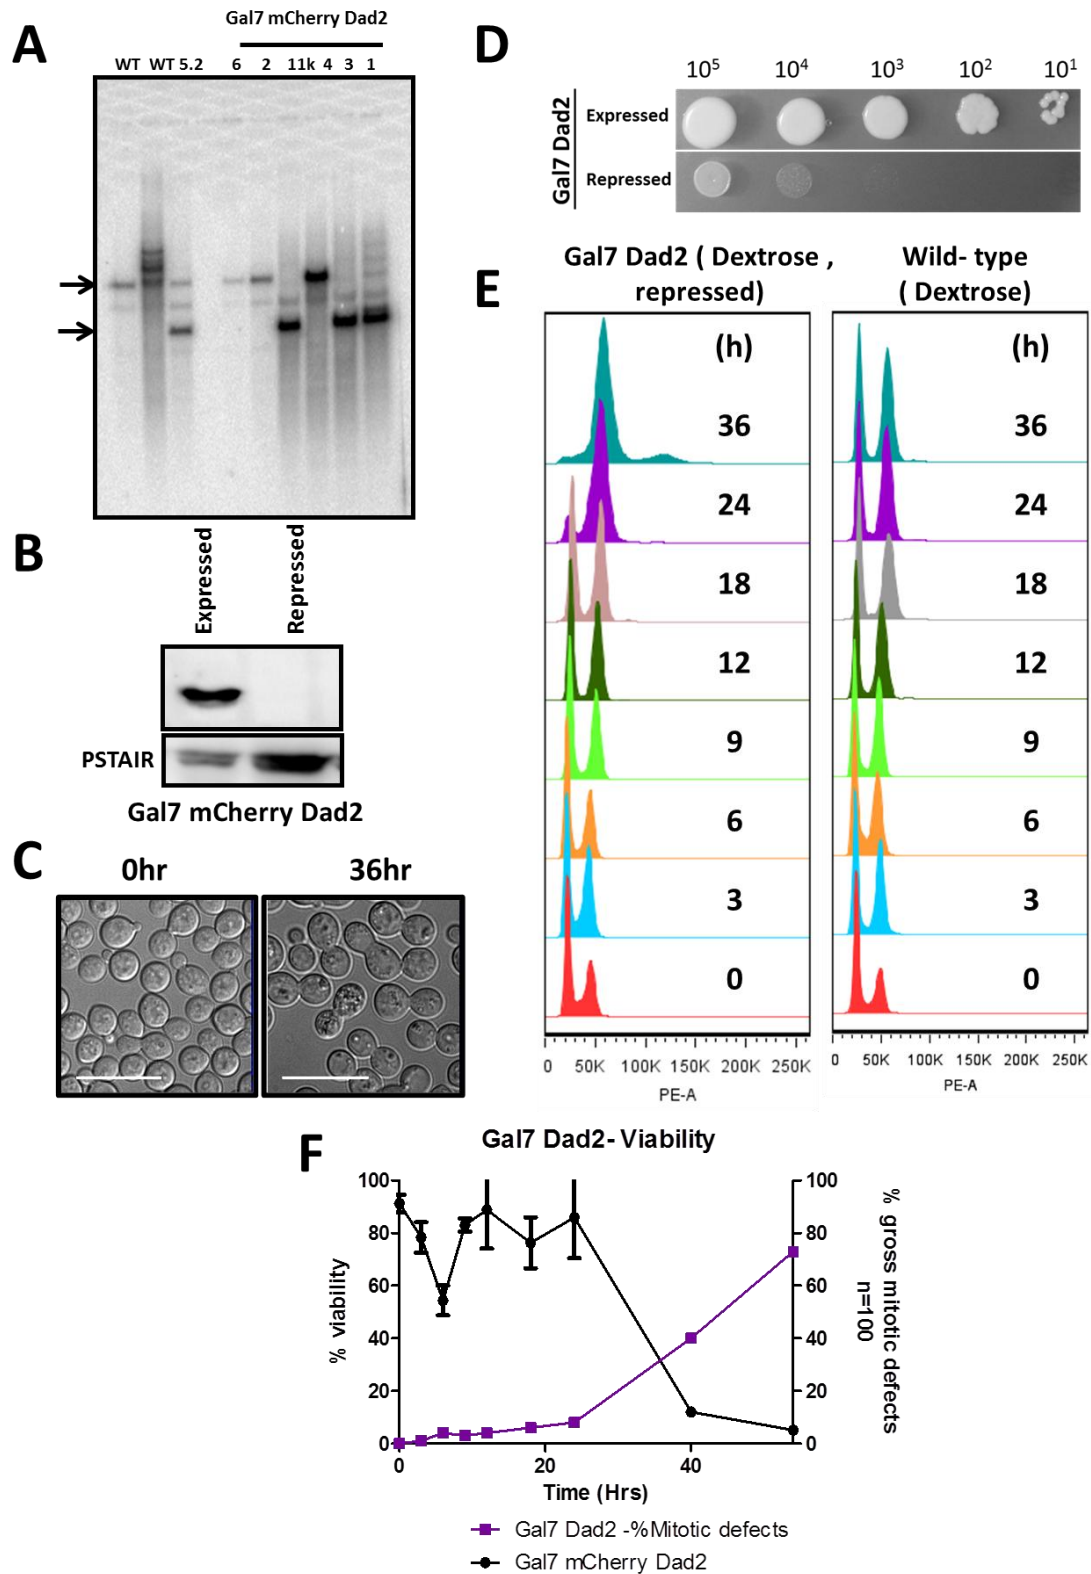 A
Gal7 mCherry Dad2
WT WT 5.2 6 2 11k 4 3 1
B
Expressed
Repressed
PSTAIR
Gal7 mCherry Dad2
C
0hr 36hr
D
10⁵ 10⁴ 10³ 10² 10¹
Gal7 Dad2
Expressed
Repressed
E
Gal7 Dad2 ( Dextrose ,
repressed)
Wild- type
( Dextrose)
(h) (h)
36 36
24 24
18 18
12 12
9 9
6 6
3 3
0 0
0 50K 100K 150K 200K 250K
PE-A
0 50K 100K 150K 200K 250K
PE-A
F
Gal7 Dad2- Viability
% viability
100 100
80 80
60 60
40 40
20 20
0 0
% gross mitotic defects
n=100
0 20 40
Time (Hrs)
Gal7 Dad2 -%Mitotic defects
Gal7 mCherry Dad2